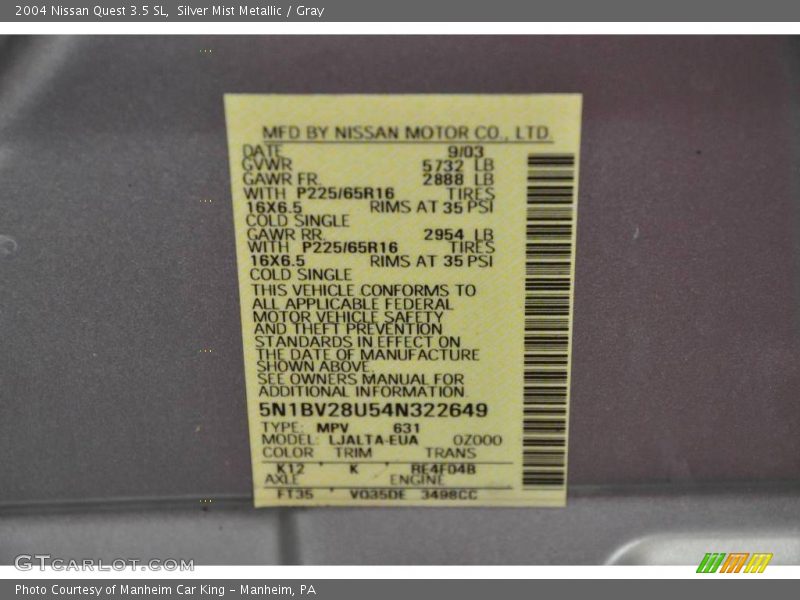 2004 Nissan Quest 3.5 SL, Silver Mist Metallic / Gray
MFD BY NISSAN MOTOR CO., LTD.
DATE 9/03
GVWR 5732 LB
GAWR FR. 2888 LB
WITH P225/65R16 TIRES
16X6.5 RIMS AT 35 PSI
COLD SINGLE
GAWR RR. 2954 LB
WITH P225/65R16 TIRES
16X6.5 RIMS AT 35 PSI
COLD SINGLE
THIS VEHICLE CONFORMS TO
ALL APPLICABLE FEDERAL
MOTOR VEHICLE SAFETY
AND THEFT PREVENTION
STANDARDS IN EFFECT ON
THE DATE OF MANUFACTURE
SHOWN ABOVE.
SEE OWNERS MANUAL FOR
ADDITIONAL INFORMATION.
5N1BV28U54N322649
TYPE: MPV 631
MODEL: LJALTA-EUA 0Z000
COLOR TRIM TRANS
K12 K RE4F04B
AXLE ENGINE
FT35 VQ35DE 3498CC
GTCarQuest.com
Photo Courtesy of Manheim Car King - Manheim, PA